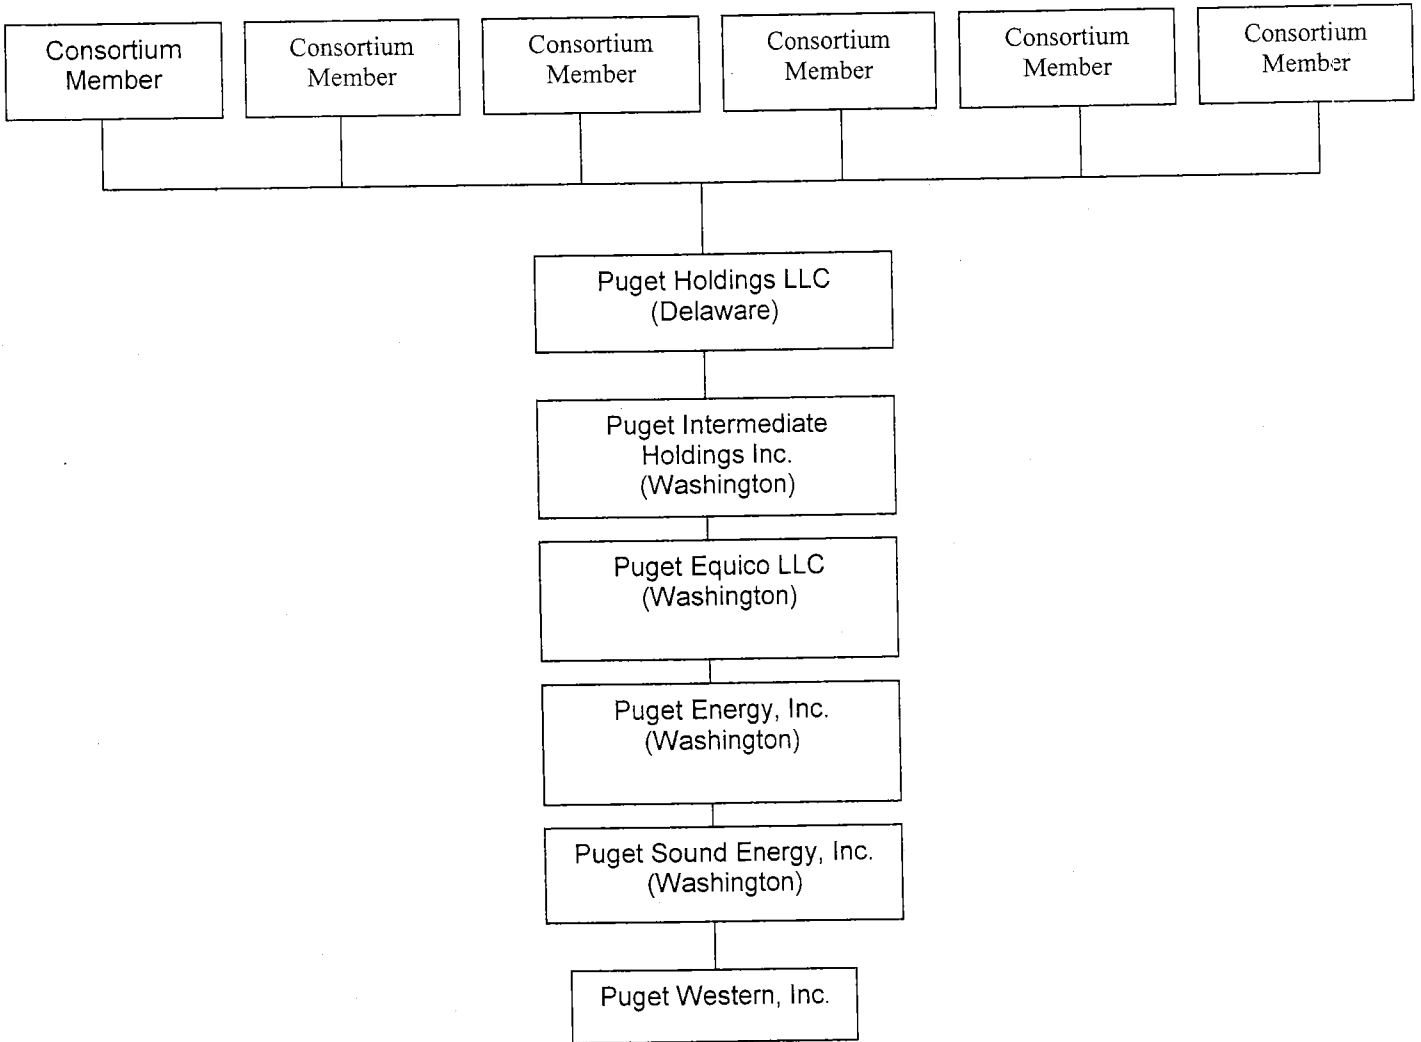 Consortium
Member
Consortium
Member
Consortium
Member
Consortium
Member
Consortium
Member
Consortium
Member
Puget Holdings LLC
(Delaware)
Puget Intermediate
Holdings Inc.
(Washington)
Puget Equico LLC
(Washington)
Puget Energy, Inc.
(Washington)
Puget Sound Energy, Inc.
(Washington)
Puget Western, Inc.